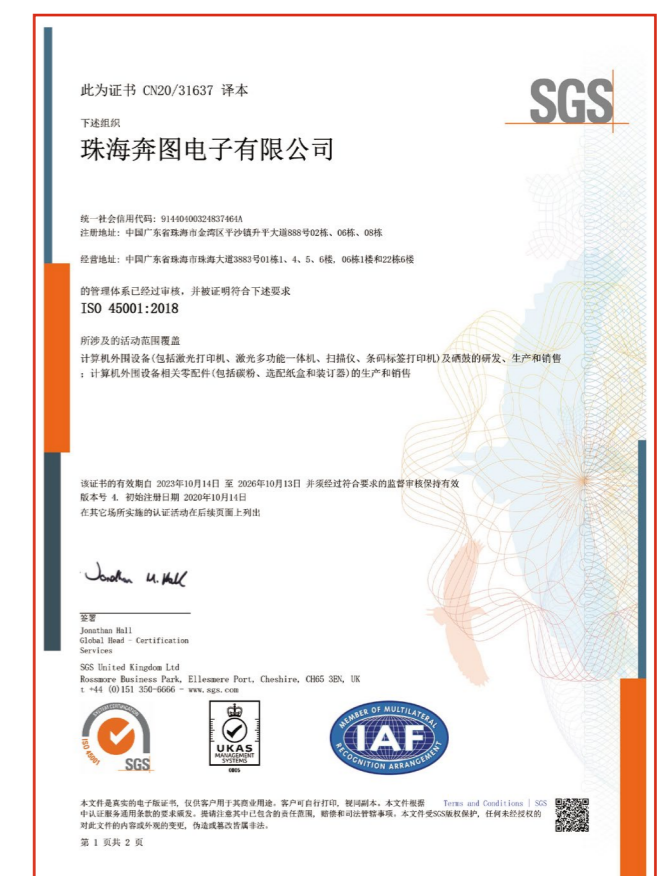 此为证书 CN20/31637 译本
SGS
下述组织
珠海奔图电子有限公司
统一社会信用代码: 91440400324837464A
注册地址: 中国广东省珠海市金湾区平沙镇升平大道888号02栋、06栋、08栋
经营地址: 中国广东省珠海市珠海大道3883号01栋1、4、5、6楼, 06栋1楼和22栋6楼
的管理体系已经过审核, 并被证明符合下述要求
ISO 45001:2018
所涉及的活动范围覆盖
计算机外围设备(包括激光打印机、激光多功能一体机、扫描仪、条码标签打印机)及硒鼓的研发、生产和销售
; 计算机外围设备相关零配件(包括碳粉、选配纸盒和装订器)的生产和销售
该证书的有效期自 2023年10月14日 至 2026年10月13日 并须经过符合要求的监督审核保持有效
版本号 4. 初始注册日期 2020年10月14日
在其它场所实施的认证活动在后续页面上列出
签署
Jonathan Hall
Global Head - Certification
Services
SGS United Kingdom Ltd
Rossmore Business Park, Ellesmere Port, Cheshire, CH65 3EN, UK
t +44 (0)151 350-6666 - www.sgs.com
SYSTEM CERTIFICATION
ISO 45001
SGS
UKAS
MANAGEMENT
SYSTEMS
0005
MEMBER OF MULTILATERAL
IAF
RECOGNITION ARRANGEMENT
本文件是真实的电子版证书, 仅供客户用于其商业用途。客户可自行打印, 视同副本。本文件根据 Terms and Conditions | SGS
中认证服务通用条款的要求颁发。提请注意其中已包含的责任范围, 赔偿和司法管辖事项。本文件受SGS版权保护, 任何未经授权的
对此文件的内容或外观的变更, 伪造或篡改皆属非法。
第 1 页共 2 页